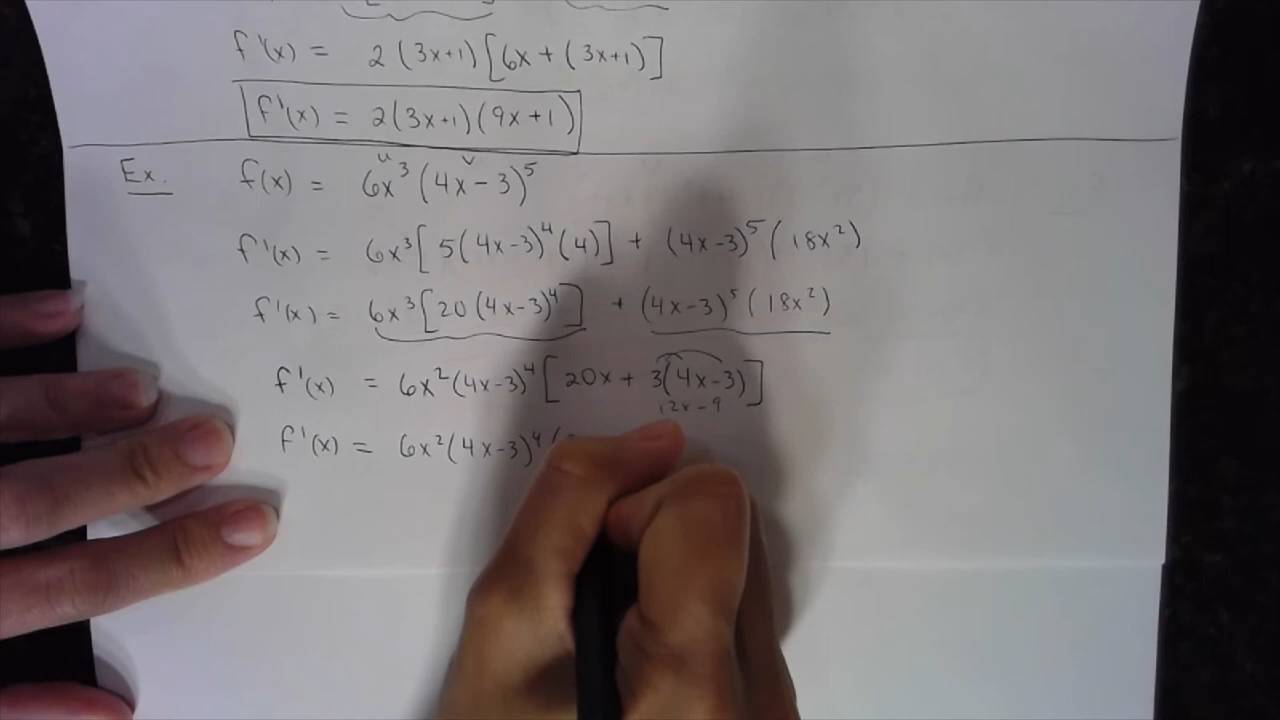 f'(x) = 2(3x+1)[6x + (3x+1)]
f'(x) = 2(3x+1)(9x+1)
Ex. f(x) = 6x³(4x-3)⁵
u v
f'(x) = 6x³[5(4x-3)⁴(4)] + (4x-3)⁵(18x²)
f'(x) = 6x³[20(4x-3)⁴] + (4x-3)⁵(18x²)
f'(x) = 6x²(4x-3)⁴[20x + 3(4x-3)]
12x-9
f'(x) = 6x²(4x-3)⁴(